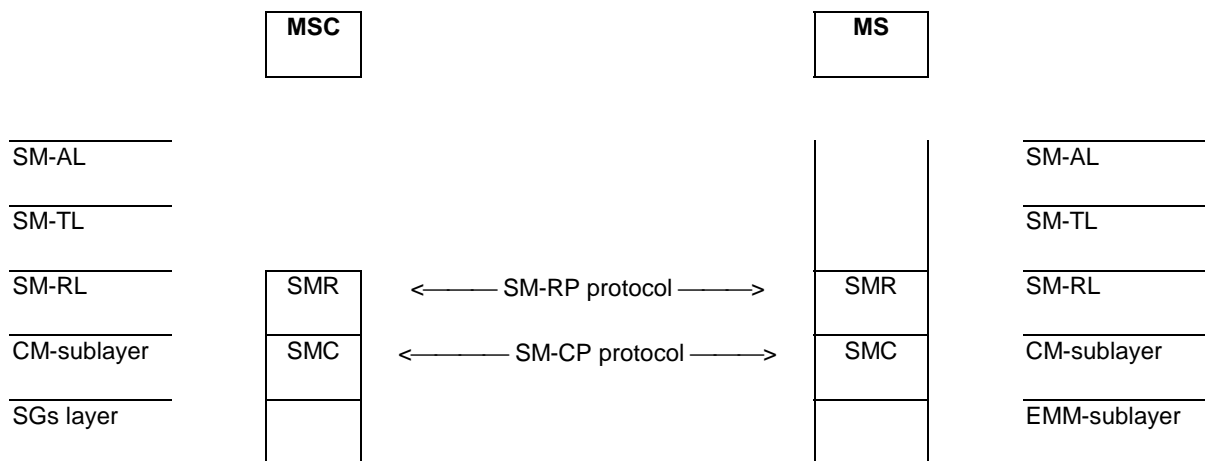 MSC MS
SM-AL SM-AL
SM-TL SM-TL
SM-RL SMR <——— SM-RP protocol ———> SMR SM-RL
CM-sublayer SMC <——— SM-CP protocol ———> SMC CM-sublayer
SGs layer EMM-sublayer